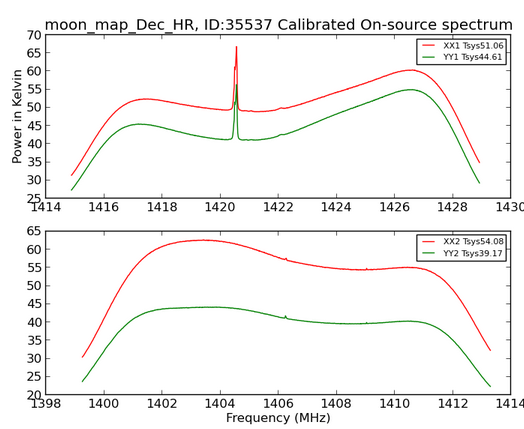 moon_map_Dec_HR, ID:35537 Calibrated On-source spectrum
70
65
60
55
50
45
40
35
30
25
Power in Kelvin
XX1 Tsys51.06
YY1 Tsys44.61
1414 1416 1418 1420 1422 1424 1426 1428 1430
65
60
55
50
45
40
35
30
25
20
XX2 Tsys54.08
YY2 Tsys39.17
1398 1400 1402 1404 1406 1408 1410 1412 1414
Frequency (MHz)